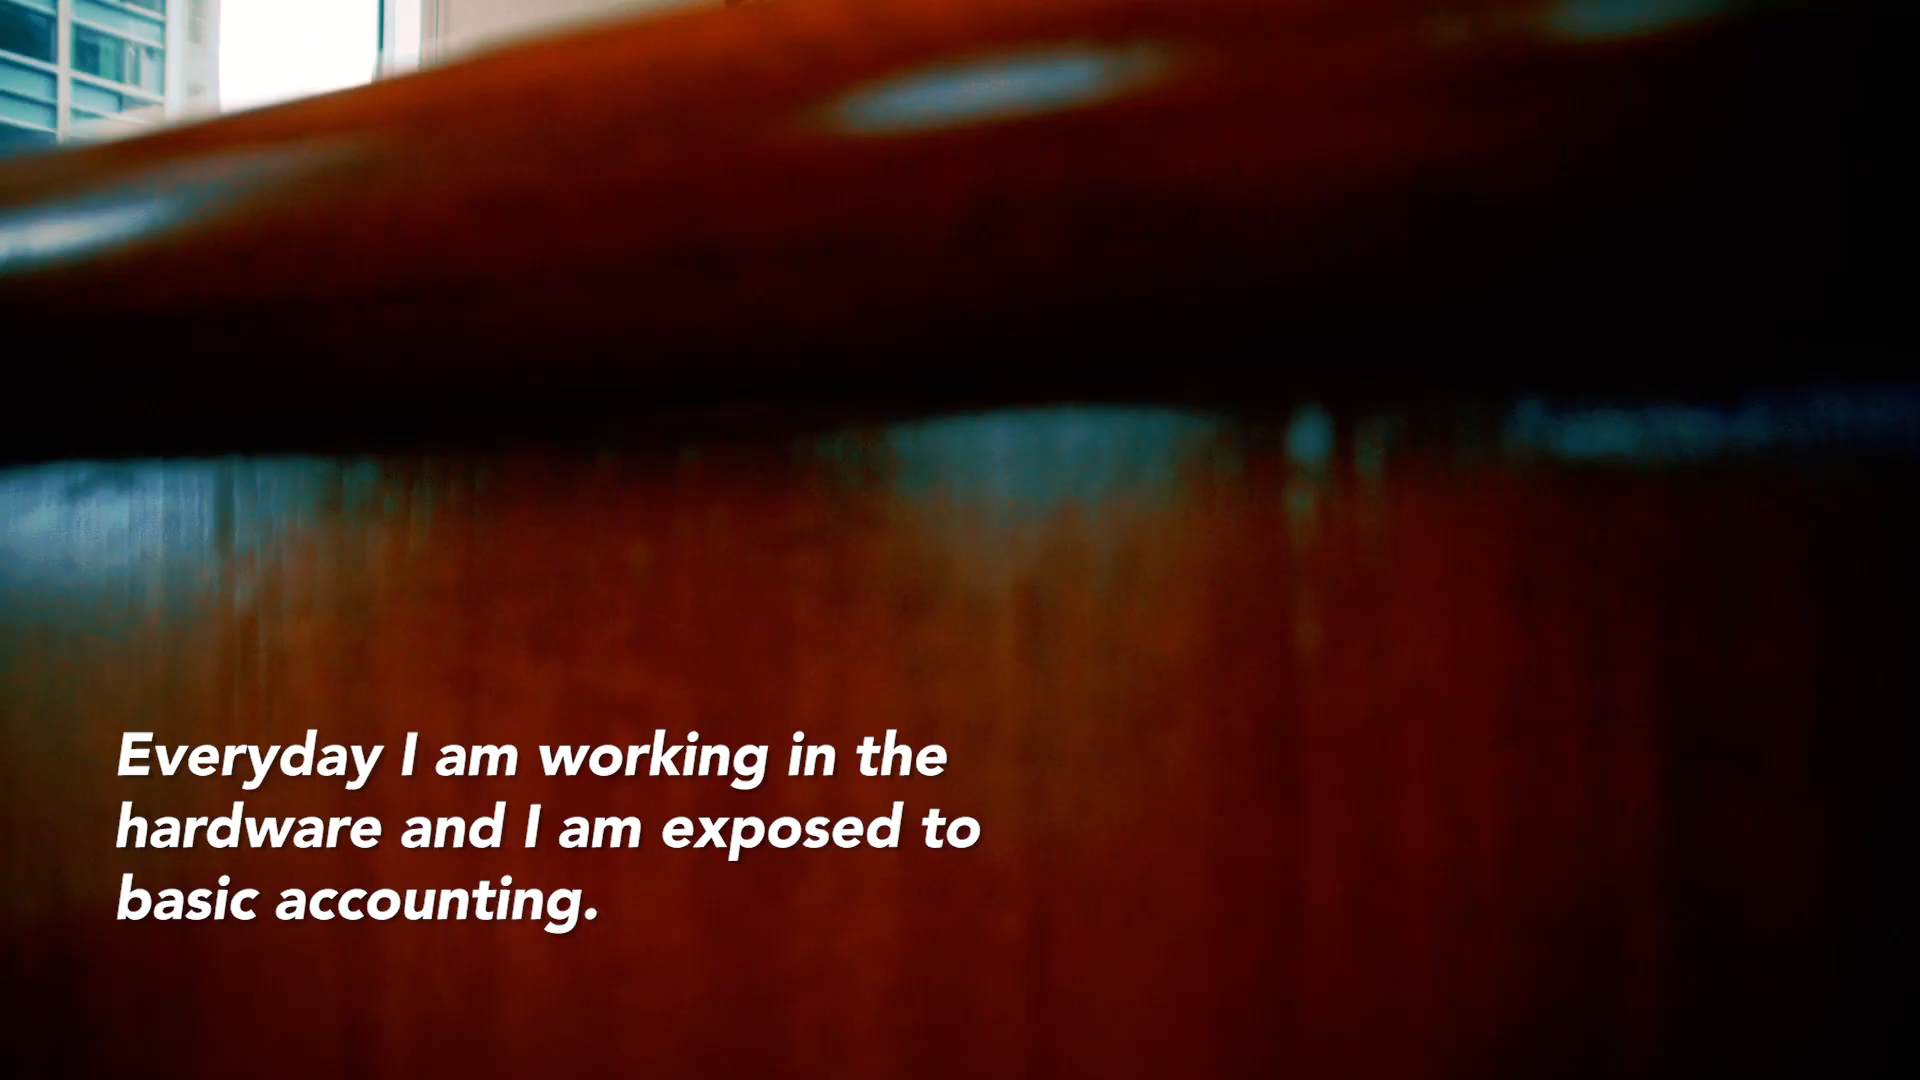 Everyday I am working in the
hardware and I am exposed to
basic accounting.